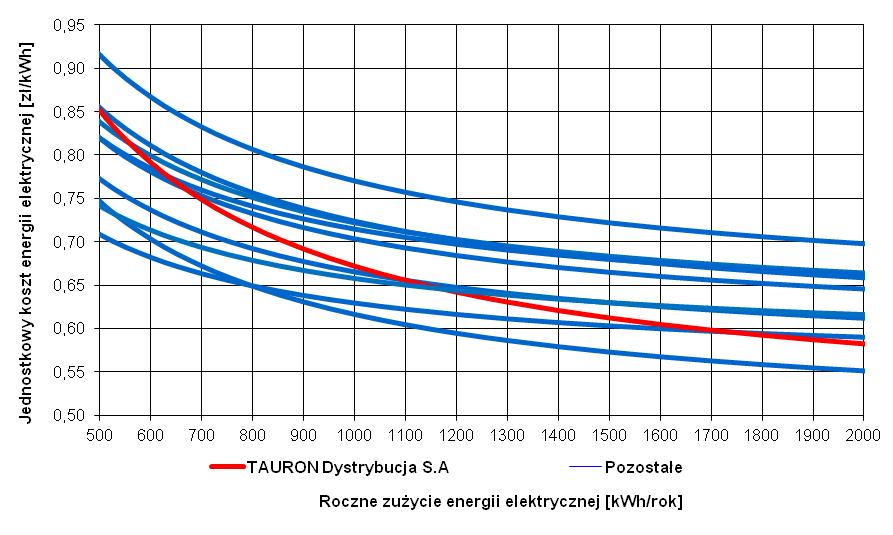 Jednostkowy koszt energii elektrycznej [zł/kWh]
0,95
0,90
0,85
0,80
0,75
0,70
0,65
0,60
0,55
0,50
500 600 700 800 900 1000 1100 1200 1300 1400 1500 1600 1700 1800 1900 2000
TAURON Dystrybucja S.A Pozostałe
Roczne zużycie energii elektrycznej [kWh/rok]